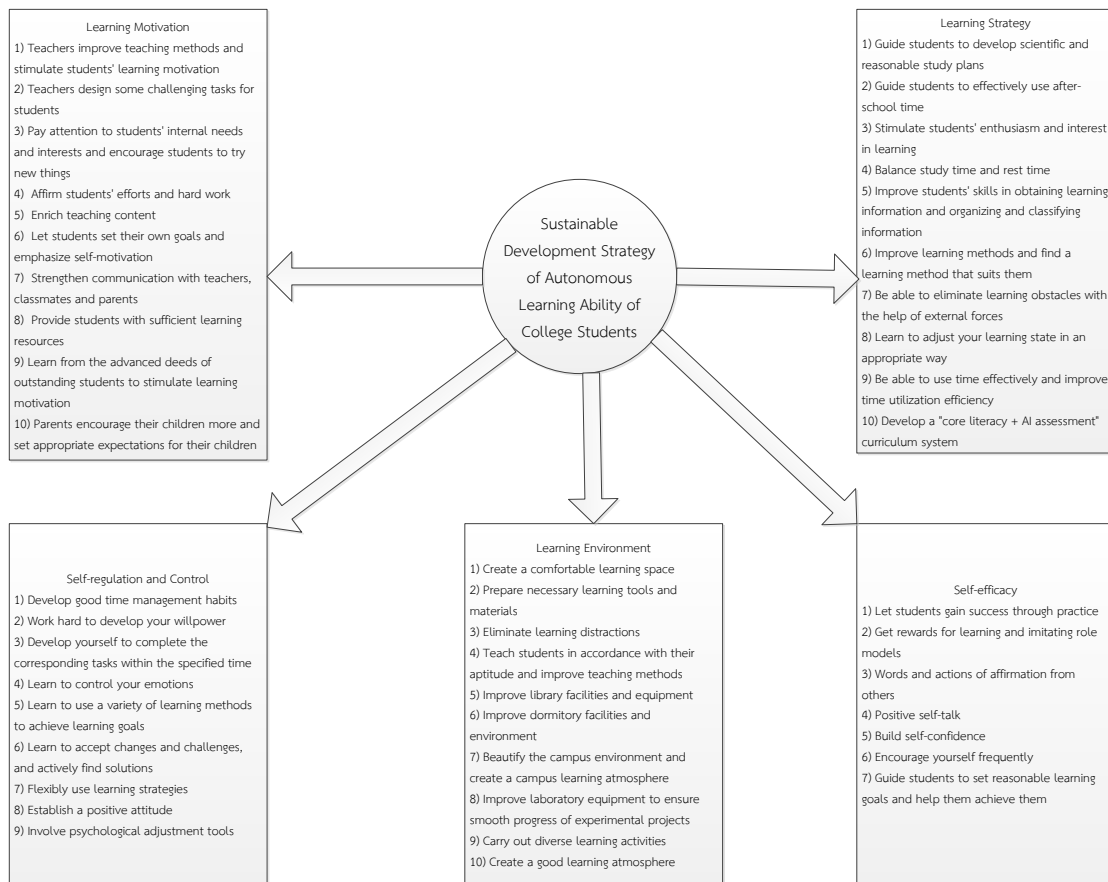 Learning Motivation
1) Teachers improve teaching methods and
stimulate students' learning motivation
2) Teachers design some challenging tasks for
students
3) Pay attention to students' internal needs
and interests and encourage students to try
new things
4) Affirm students' efforts and hard work
5) Enrich teaching content
6) Let students set their own goals and
emphasize self-motivation
7) Strengthen communication with teachers,
classmates and parents
8) Provide students with sufficient learning
resources
9) Learn from the advanced deeds of
outstanding students to stimulate learning
motivation
10) Parents encourage their children more and
set appropriate expectations for their children
Sustainable
Development Strategy
of Autonomous
Learning Ability of
College Students
Learning Strategy
1) Guide students to develop scientific and
reasonable study plans
2) Guide students to effectively use after-
school time
3) Stimulate students' enthusiasm and interest
in learning
4) Balance study time and rest time
5) Improve students' skills in obtaining learning
information and organizing and classifying
information
6) Improve learning methods and find a
learning method that suits them
7) Be able to eliminate learning obstacles with
the help of external forces
8) Learn to adjust your learning state in an
appropriate way
9) Be able to use time effectively and improve
time utilization efficiency
10) Develop a "core literacy + AI assessment"
curriculum system
Self-regulation and Control
1) Develop good time management habits
2) Work hard to develop your willpower
3) Develop yourself to complete the
corresponding tasks within the specified time
4) Learn to control your emotions
5) Learn to use a variety of learning methods
to achieve learning goals
6) Learn to accept changes and challenges,
and actively find solutions
7) Flexibly use learning strategies
8) Establish a positive attitude
9) Involve psychological adjustment tools
Learning Environment
1) Create a comfortable learning space
2) Prepare necessary learning tools and
materials
3) Eliminate learning distractions
4) Teach students in accordance with their
aptitude and improve teaching methods
5) Improve library facilities and equipment
6) Improve dormitory facilities and
environment
7) Beautify the campus environment and
create a campus learning atmosphere
8) Improve laboratory equipment to ensure
smooth progress of experimental projects
9) Carry out diverse learning activities
10) Create a good learning atmosphere
Self-efficacy
1) Let students gain success through practice
2) Get rewards for learning and imitating role
models
3) Words and actions of affirmation from
others
4) Positive self-talk
5) Build self-confidence
6) Encourage yourself frequently
7) Guide students to set reasonable learning
goals and help them achieve them